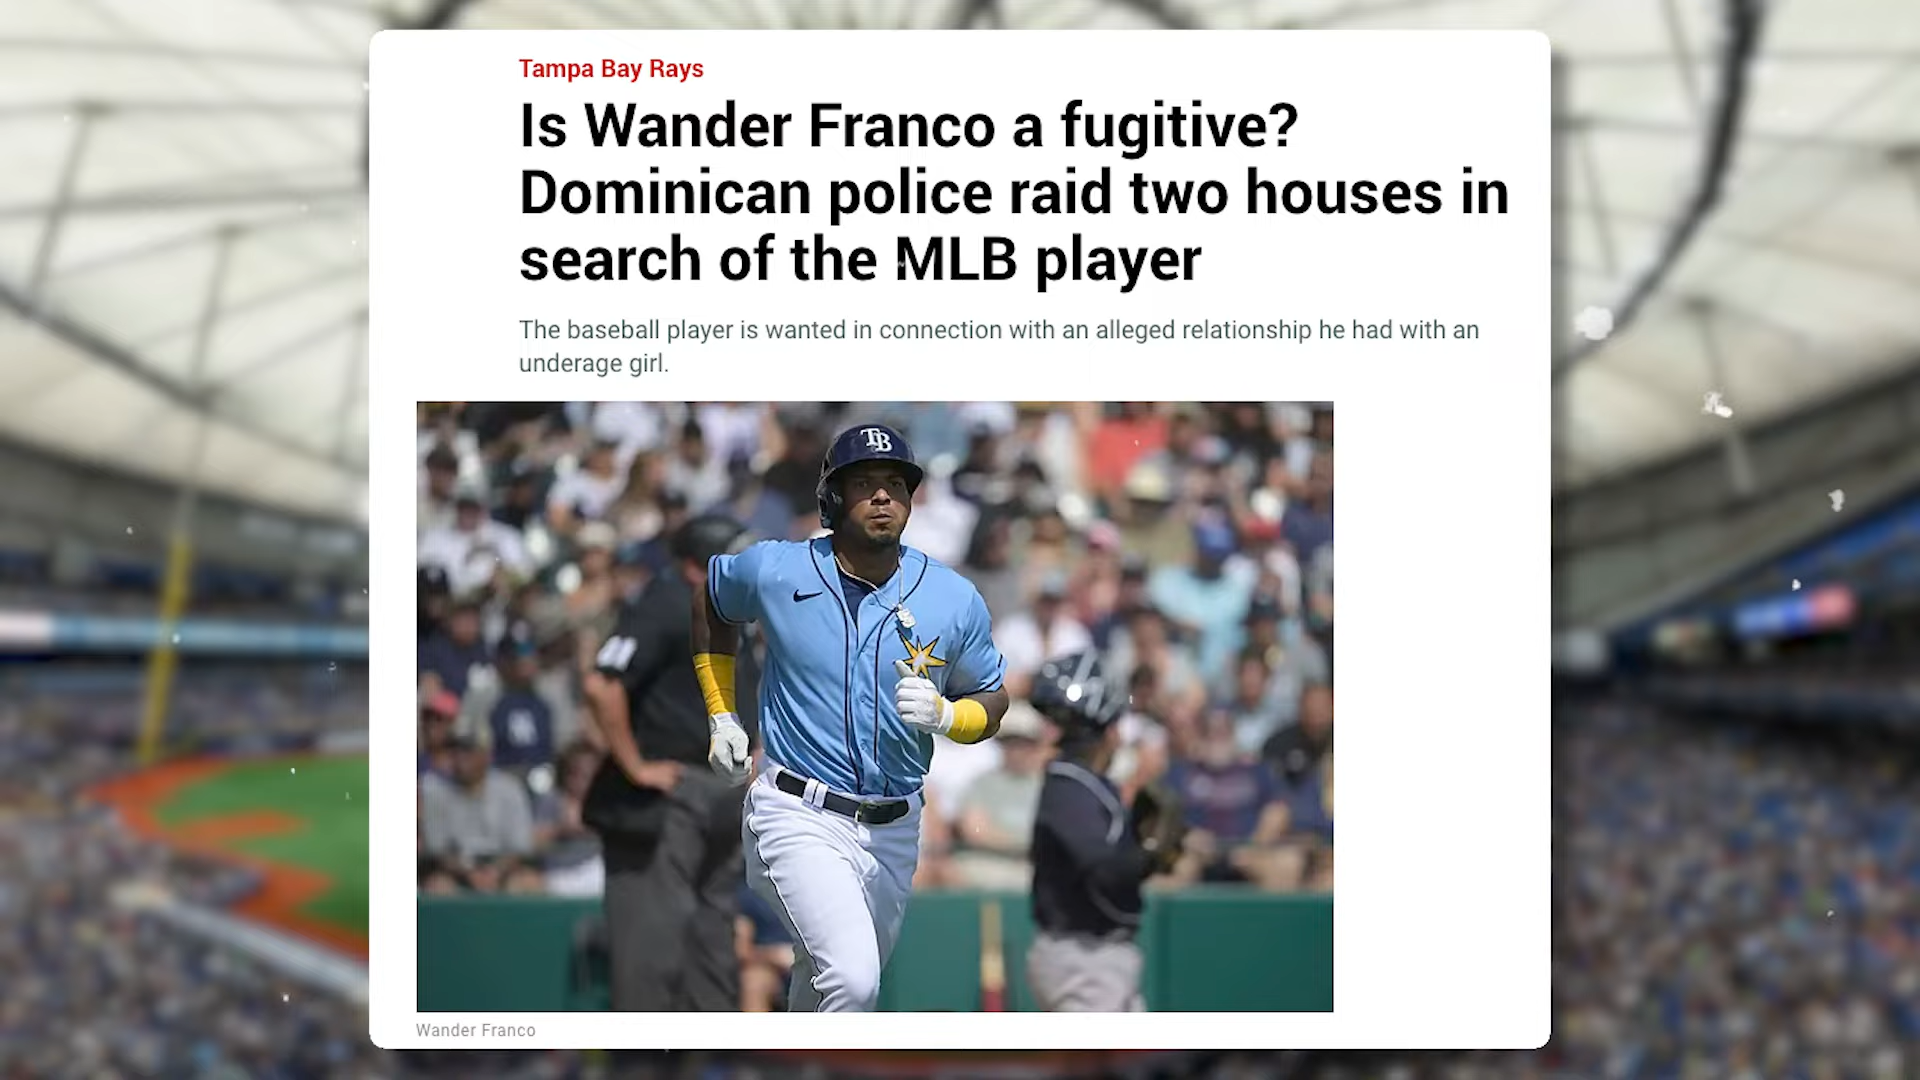 Tampa Bay Rays
Is Wander Franco a fugitive?
Dominican police raid two houses in
search of the MLB player
The baseball player is wanted in connection with an alleged relationship he had with an
underage girl.
TB
Wander Franco